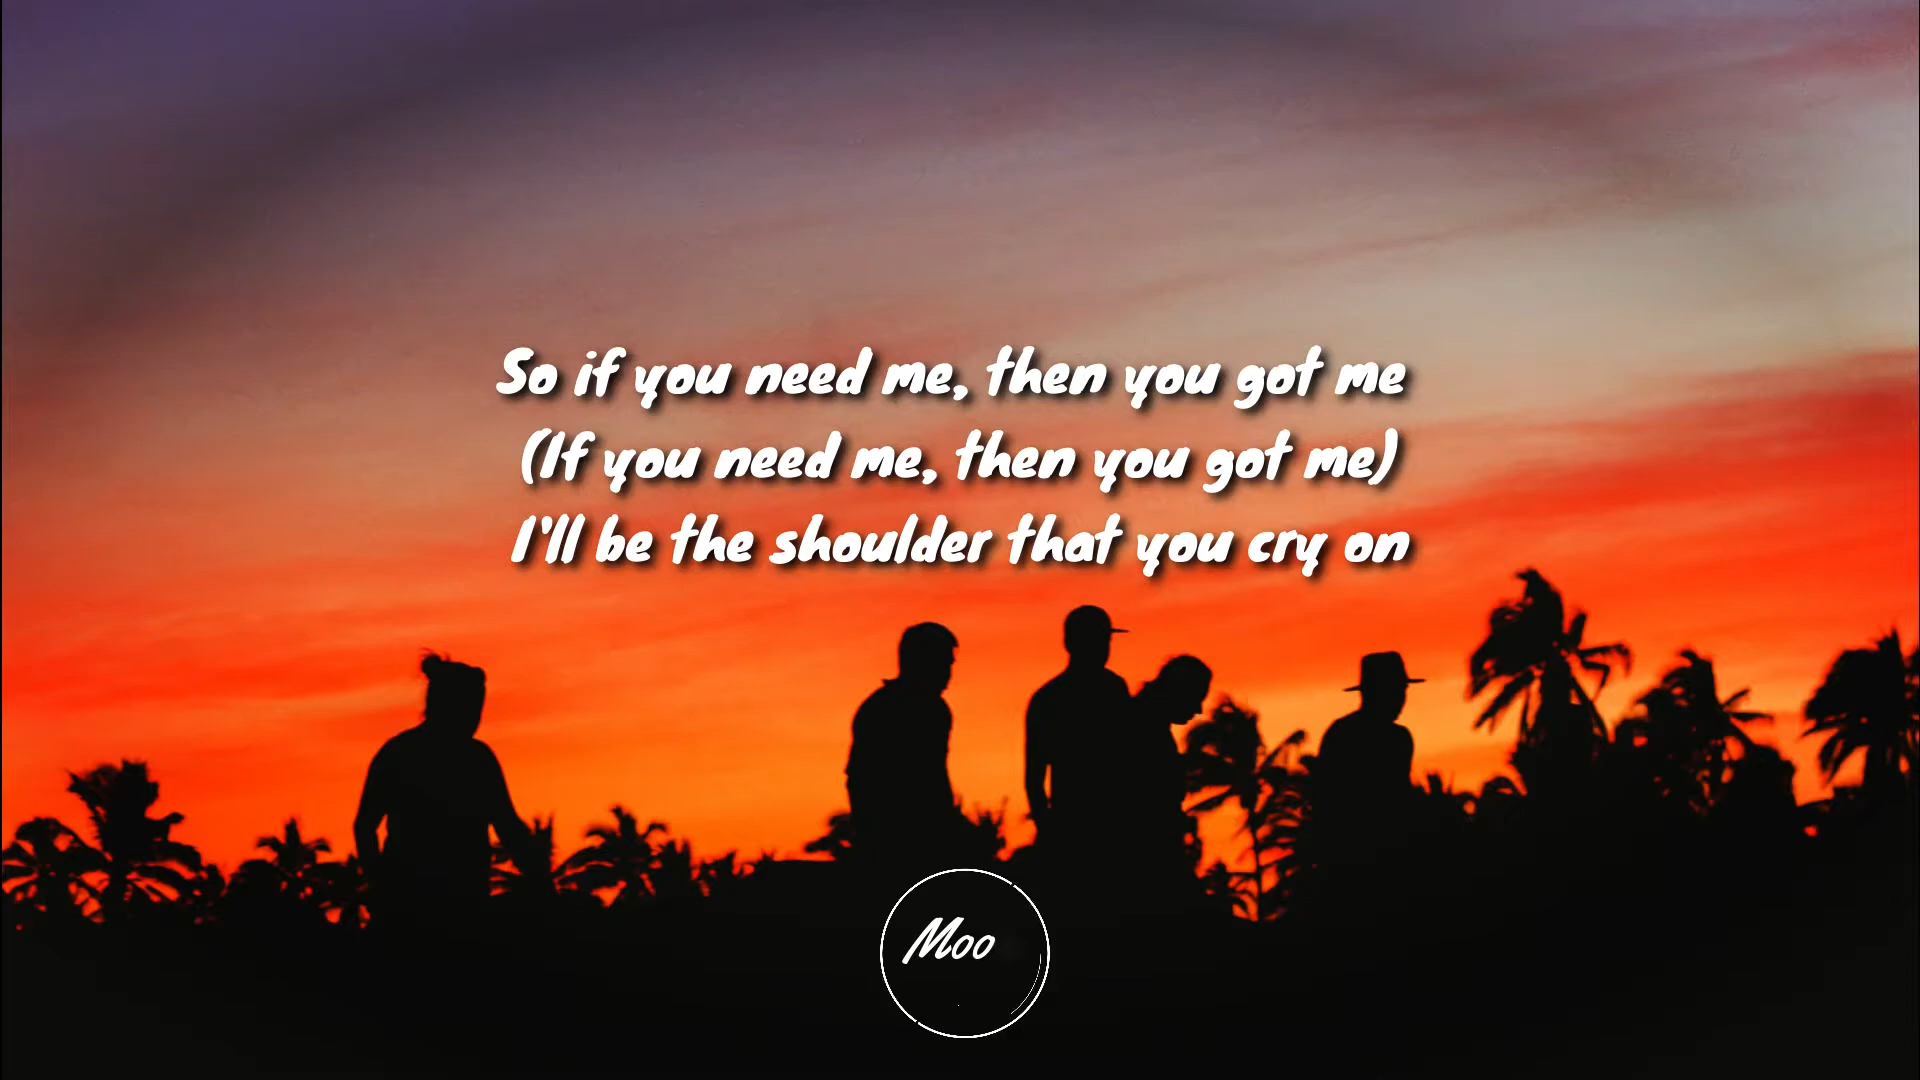 So if you need me, then you got me
(If you need me, then you got me)
I'll be the shoulder that you cry on
Moo